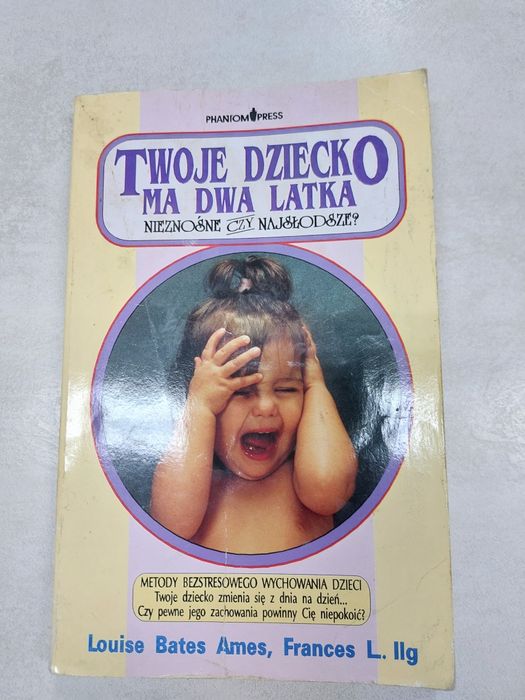 PHANTOM PRESS
TWOJE DZIECKO
MA DWA LATKA
NIEZNOŚNE CZY NAJSŁODSZE?
METODY BEZSTRESOWEGO WYCHOWANIA DZIECI
Twoje dziecko zmienia się z dnia na dzień...
Czy pewne jego zachowania powinny Cię niepokoić?
Louise Bates Ames, Frances L. Ilg